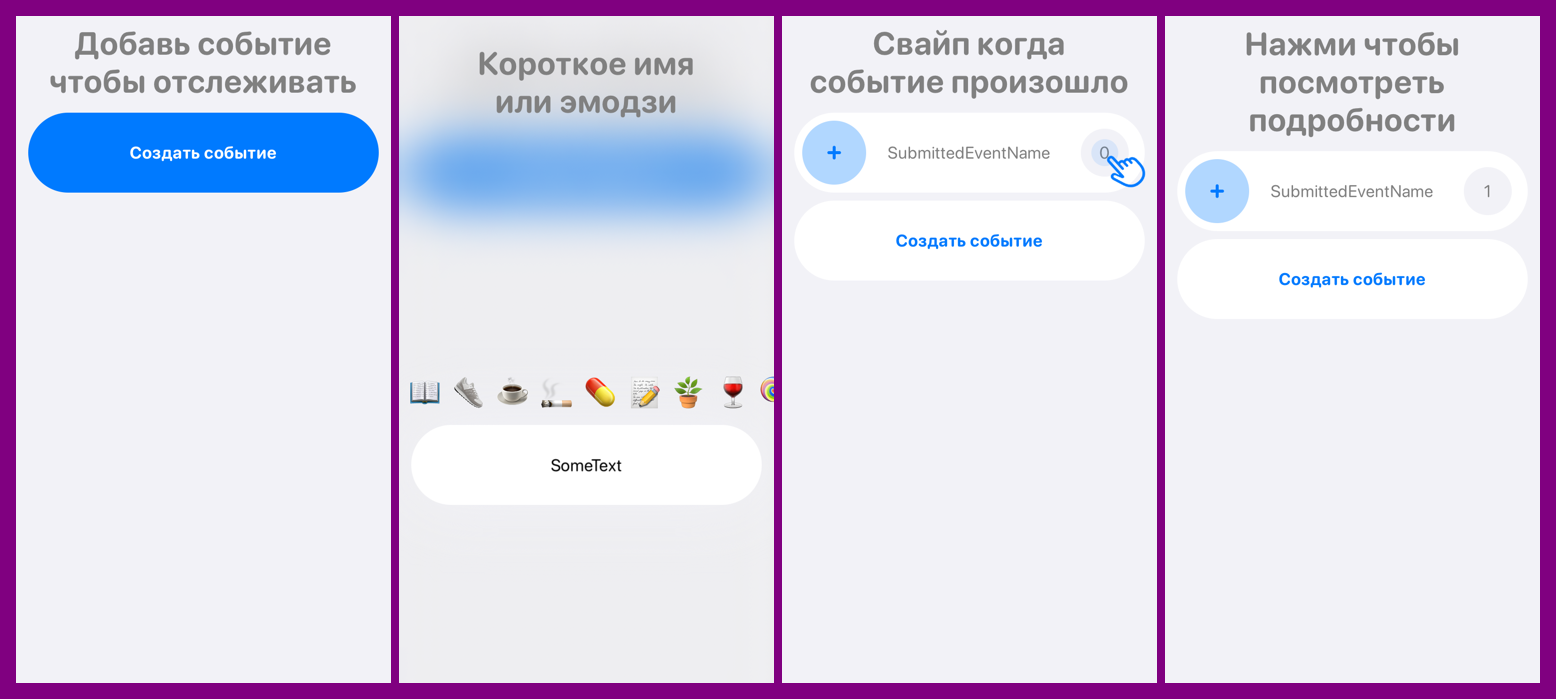 Добавь событие
чтобы отслеживать
Создать событие
Короткое имя
или эмодзи
SomeText
Свайп когда
событие произошло
+ SubmittedEventName 0
Создать событие
Нажми чтобы
посмотреть
подробности
+ SubmittedEventName 1
Создать событие